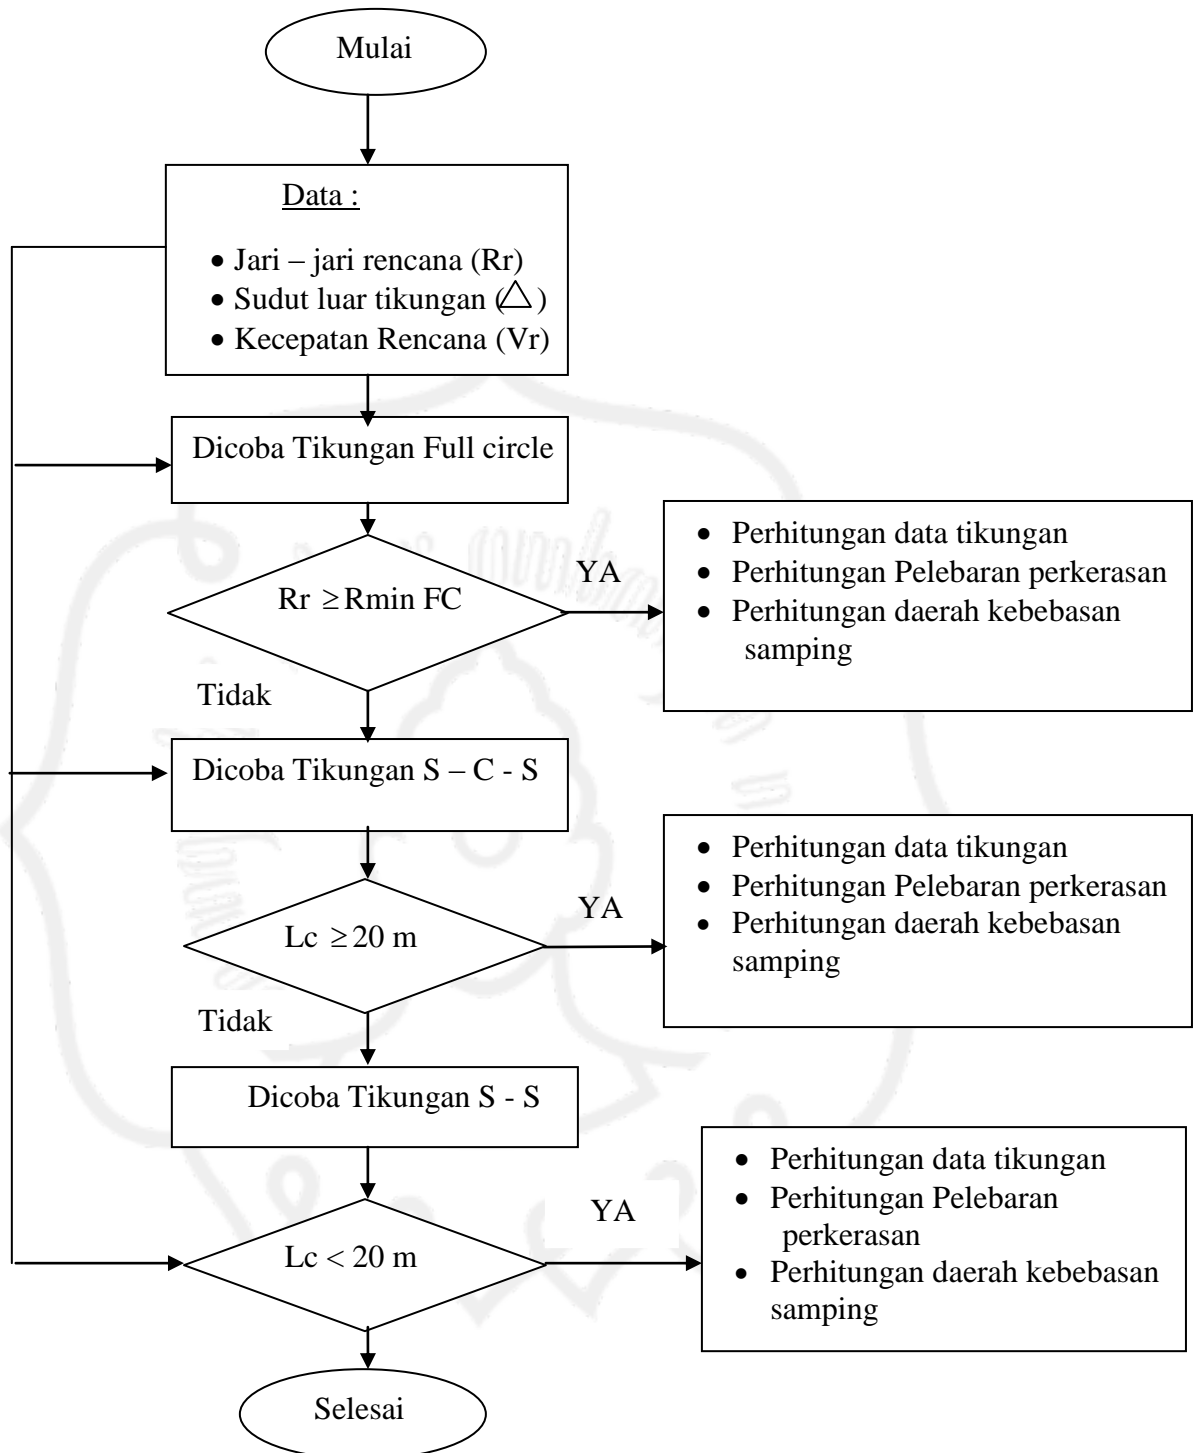 Mulai
Data :
• Jari – jari rencana (Rr)
• Sudut luar tikungan (△)
• Kecepatan Rencana (Vr)
Dicoba Tikungan Full circle
Rr ≥ Rmin FC
YA
• Perhitungan data tikungan
• Perhitungan Pelebaran perkerasan
• Perhitungan daerah kebebasan
samping
Tidak
Dicoba Tikungan S – C - S
Lc ≥ 20 m
YA
• Perhitungan data tikungan
• Perhitungan Pelebaran perkerasan
• Perhitungan daerah kebebasan
samping
Tidak
Dicoba Tikungan S - S
Lc < 20 m
YA
• Perhitungan data tikungan
• Perhitungan Pelebaran
perkerasan
• Perhitungan daerah kebebasan
samping
Selesai